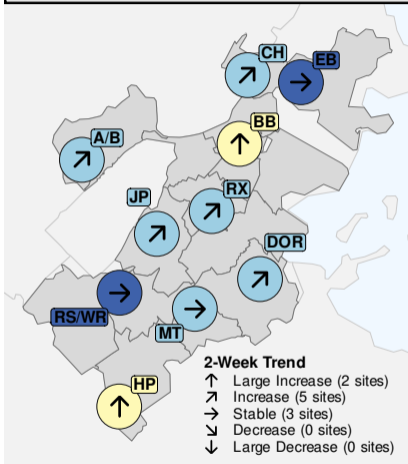 CH
EB
BB
A/B
JP
RX
DOR
RS/WR
MT
HP
2-Week Trend
↑ Large Increase (2 sites)
↗ Increase (5 sites)
→ Stable (3 sites)
↘ Decrease (0 sites)
↓ Large Decrease (0 sites)